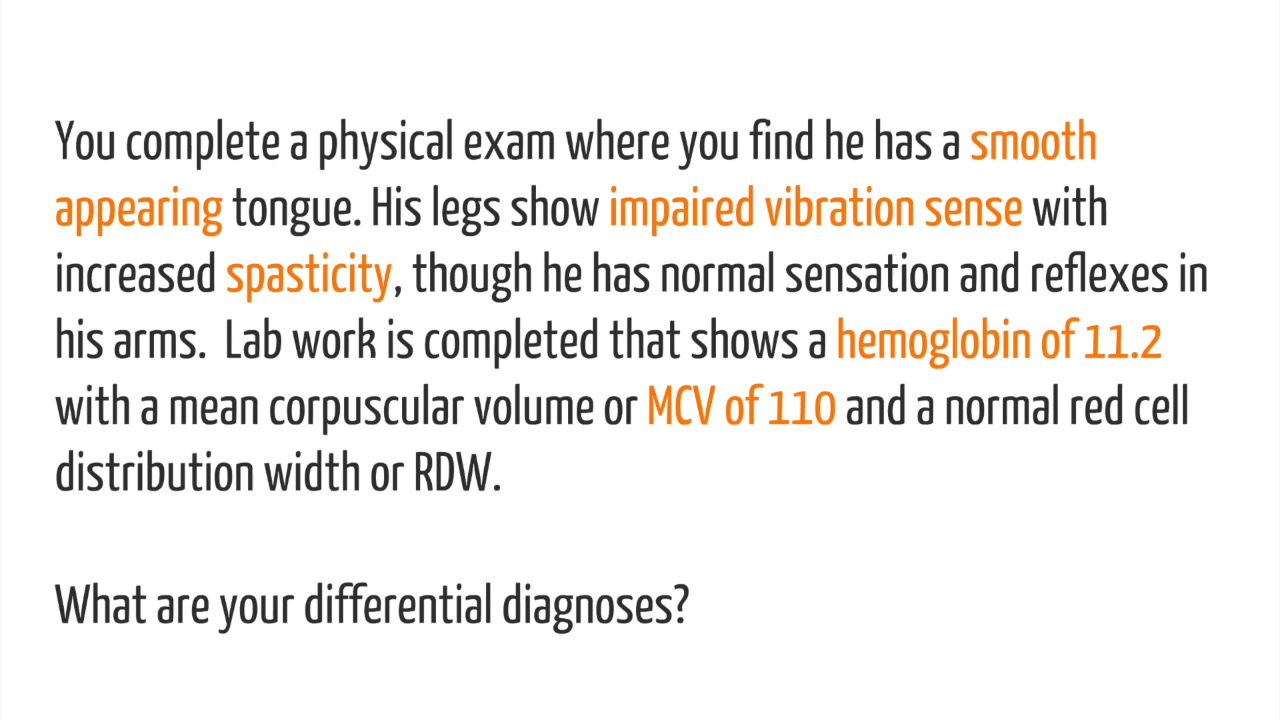 You complete a physical exam where you find he has a smooth
appearing tongue. His legs show impaired vibration sense with
increased spasticity, though he has normal sensation and reflexes in
his arms.  Lab work is completed that shows a hemoglobin of 11.2
with a mean corpuscular volume or MCV of 110 and a normal red cell
distribution width or RDW.
What are your differential diagnoses?